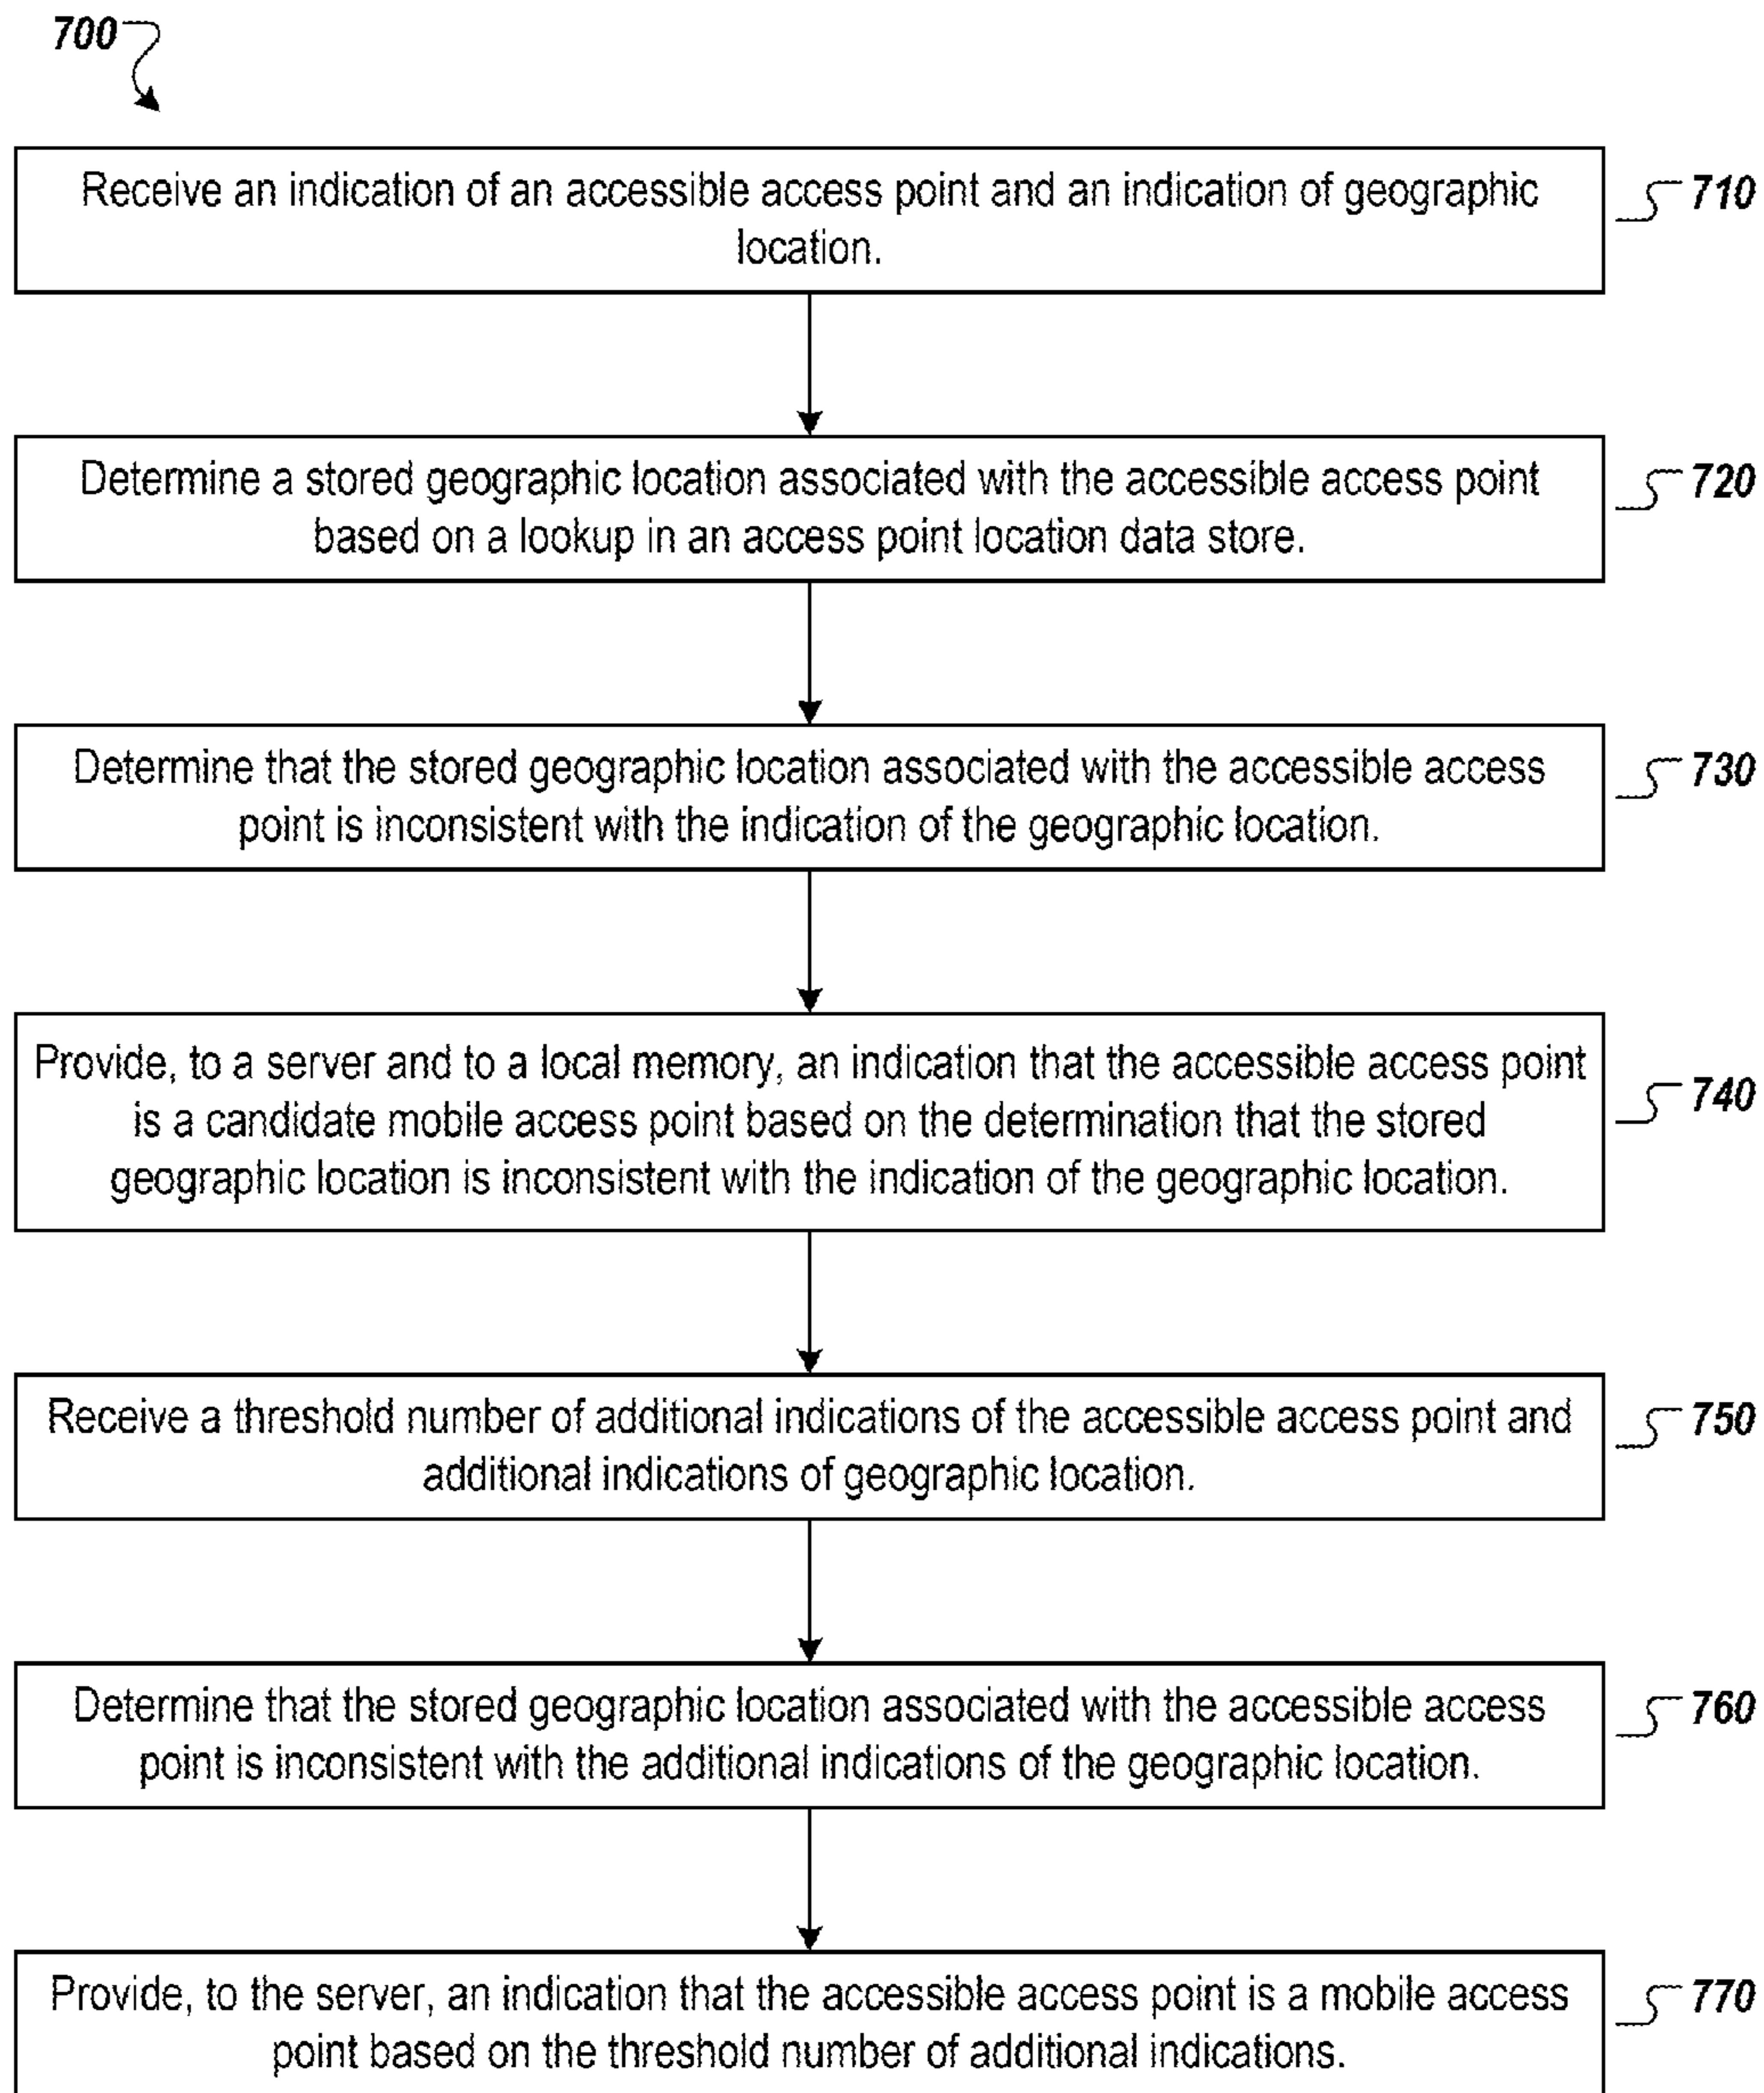 700
Receive an indication of an accessible access point and an indication of geographic
location.
710
Determine a stored geographic location associated with the accessible access point
based on a lookup in an access point location data store.
720
Determine that the stored geographic location associated with the accessible access
point is inconsistent with the indication of the geographic location.
730
Provide, to a server and to a local memory, an indication that the accessible access point
is a candidate mobile access point based on the determination that the stored
geographic location is inconsistent with the indication of the geographic location.
740
Receive a threshold number of additional indications of the accessible access point and
additional indications of geographic location.
750
Determine that the stored geographic location associated with the accessible access
point is inconsistent with the additional indications of the geographic location.
760
Provide, to the server, an indication that the accessible access point is a mobile access
point based on the threshold number of additional indications.
770